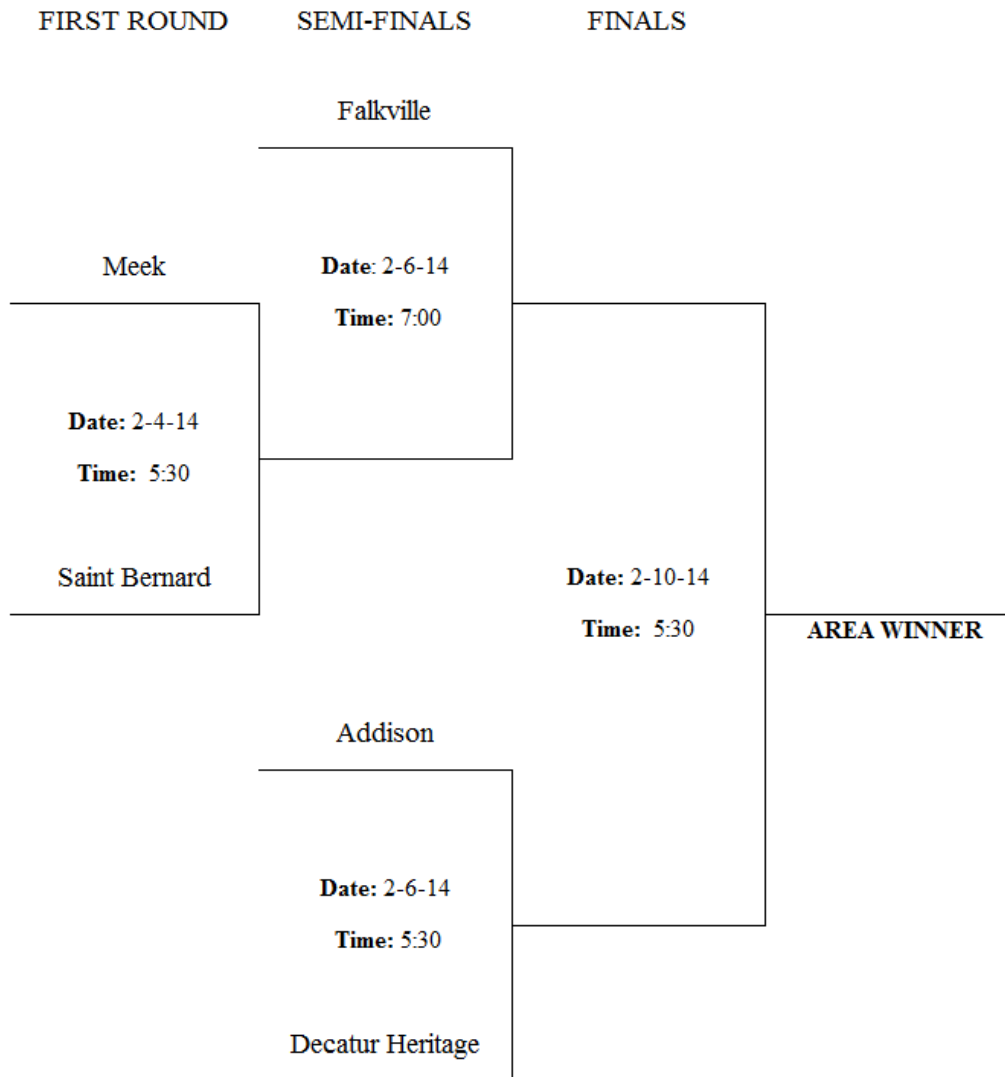 FIRST ROUND SEMI-FINALS FINALS
Falkville
Meek
Date: 2-6-14
Time: 7:00
Date: 2-4-14
Time: 5:30
Saint Bernard
Date: 2-10-14
Time: 5:30
AREA WINNER
Addison
Date: 2-6-14
Time: 5:30
Decatur Heritage